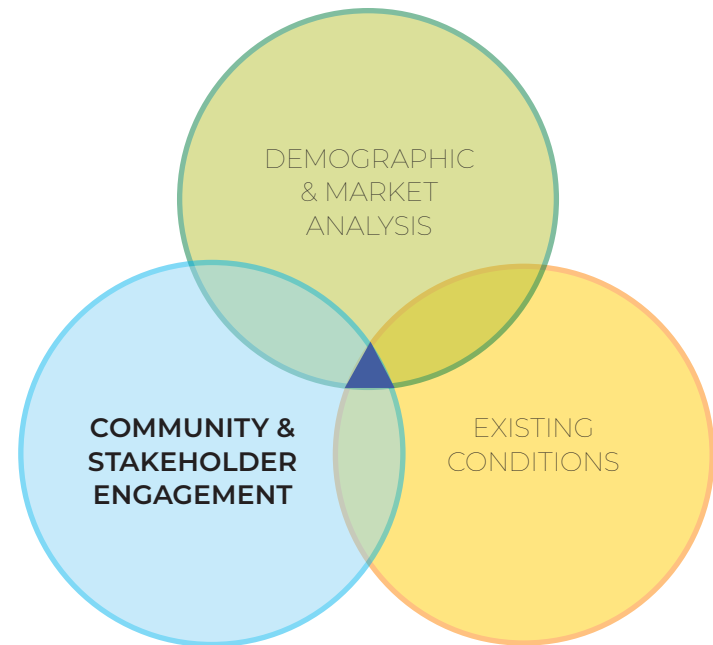 DEMOGRAPHIC
& MARKET
ANALYSIS
COMMUNITY &
STAKEHOLDER
ENGAGEMENT
EXISTING
CONDITIONS